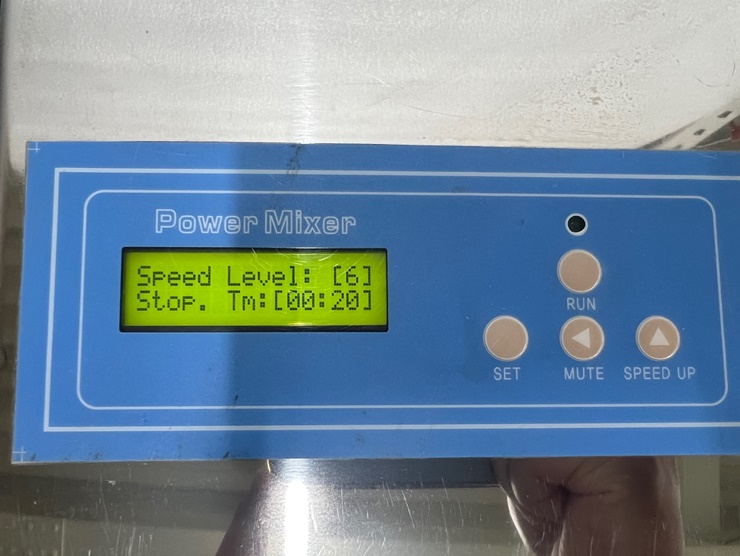 Power Mixer
Speed Level: [6]
Stop. Tm:[00:20]
RUN
SET
MUTE
SPEED UP